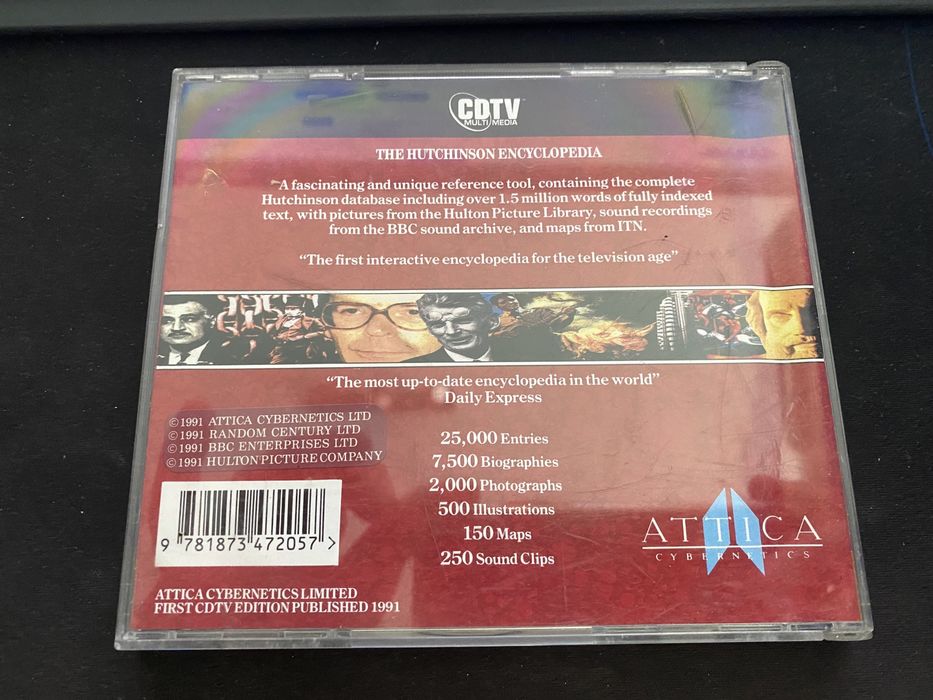 CDTV
MULTI MEDIA
THE HUTCHINSON ENCYCLOPEDIA
A fascinating and unique reference tool, containing the complete
Hutchinson database including over 1.5 million words of fully indexed
text, with pictures from the Hulton Picture Library, sound recordings
from the BBC sound archive, and maps from ITN.
“The first interactive encyclopedia for the television age”
“The most up-to-date encyclopedia in the world”
Daily Express
©1991 ATTICA CYBERNETICS LTD
©1991 RANDOM CENTURY LTD
©1991 BBC ENTERPRISES LTD
©1991 HULTON PICTURE COMPANY
25,000 Entries
7,500 Biographies
2,000 Photographs
500 Illustrations
150 Maps
250 Sound Clips
9 781873 472057 >
ATTICA
CYBERNETICS
ATTICA CYBERNETICS LIMITED
FIRST CDTV EDITION PUBLISHED 1991